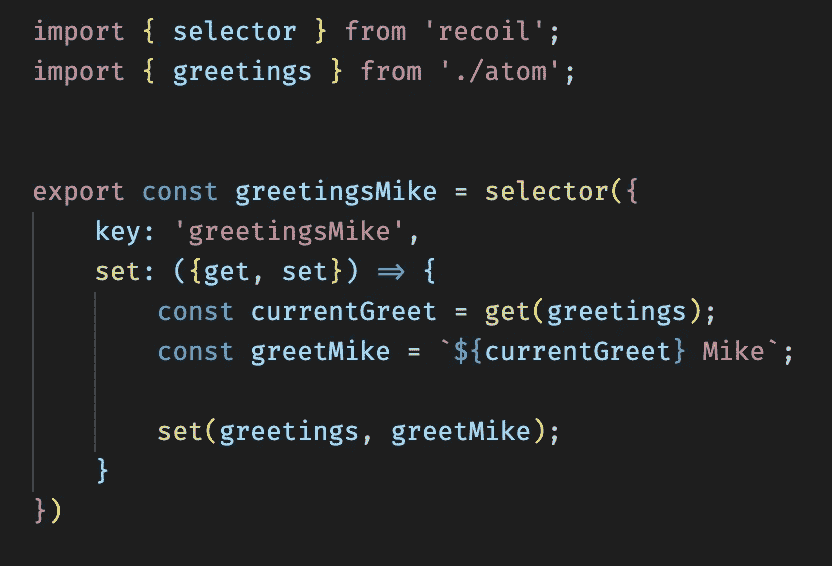 import { selector } from 'recoil';
import { greetings } from './atom';
export const greetingsMike = selector({
    key: 'greetingsMike',
    set: ({get, set}) => {
        const currentGreet = get(greetings);
        const greetMike = `${currentGreet} Mike`;
        set(greetings, greetMike);
    }
})